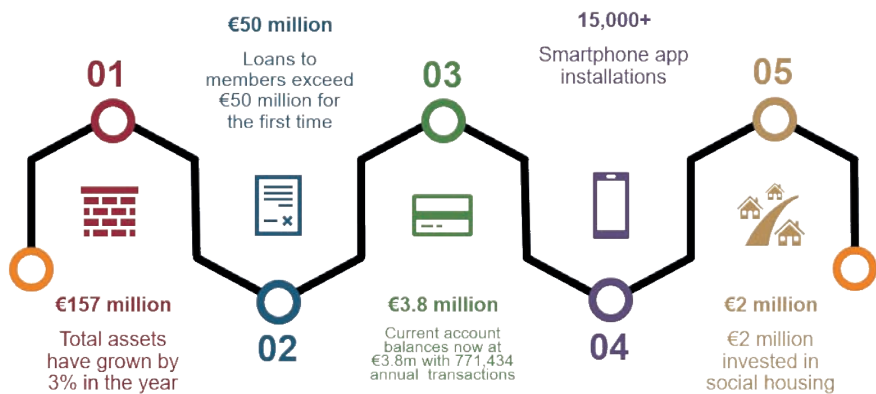 01
€157 million
Total assets
have grown by
3% in the year
€50 million
Loans to
members exceed
€50 million for
the first time
02
03
€3.8 million
Current account
balances now at
€3.8m with 771,434
annual transactions
15,000+
Smartphone app
installations
04
05
€2 million
€2 million
invested in
social housing